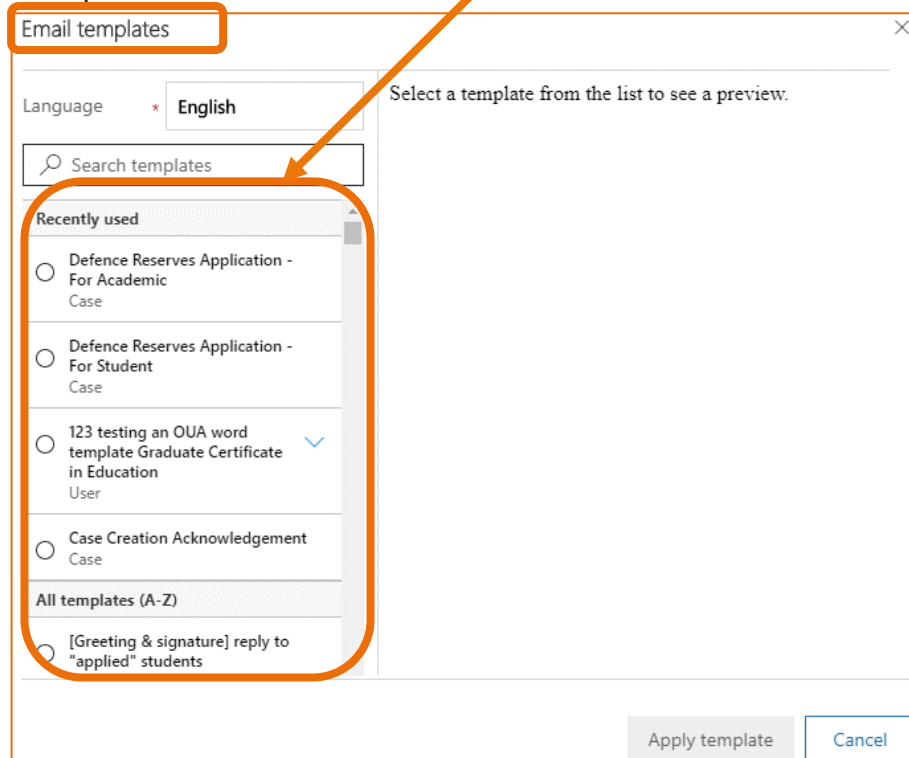 Email templates
Language * English
Select a template from the list to see a preview.
Search templates
Recently used
Defence Reserves Application -
For Academic
Case
Defence Reserves Application -
For Student
Case
123 testing an OUA word
template Graduate Certificate
in Education
User
Case Creation Acknowledgement
Case
All templates (A-Z)
[Greeting & signature] reply to
"applied" students
Apply template
Cancel